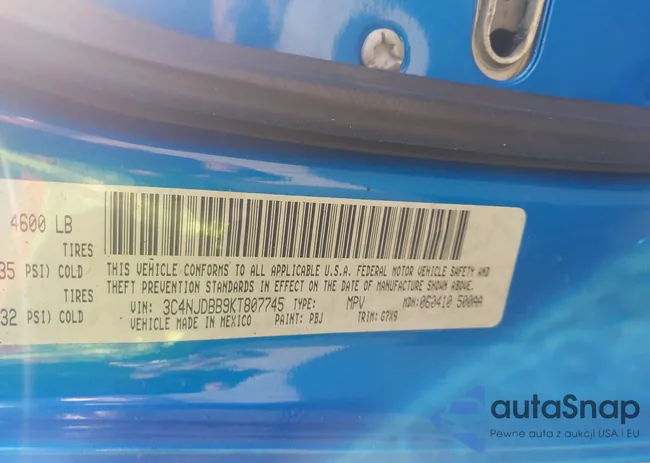 4600 LB
TIRES
35 PSI) COLD
TIRES
32 PSI) COLD
THIS VEHICLE CONFORMS TO ALL APPLICABLE U.S.A. FEDERAL MOTOR VEHICLE SAFETY AND
THEFT PREVENTION STANDARDS IN EFFECT ON THE DATE OF MANUFACTURE SHOWN ABOVE.
VIN: 3C4NJDBB9KT807745 TYPE: MPV MDH: 060410 500AA
VEHICLE MADE IN MEXICO PAINT: PBJ TRIM: G7X9
autaSnap
Pewne auta z aukcji USA i EU